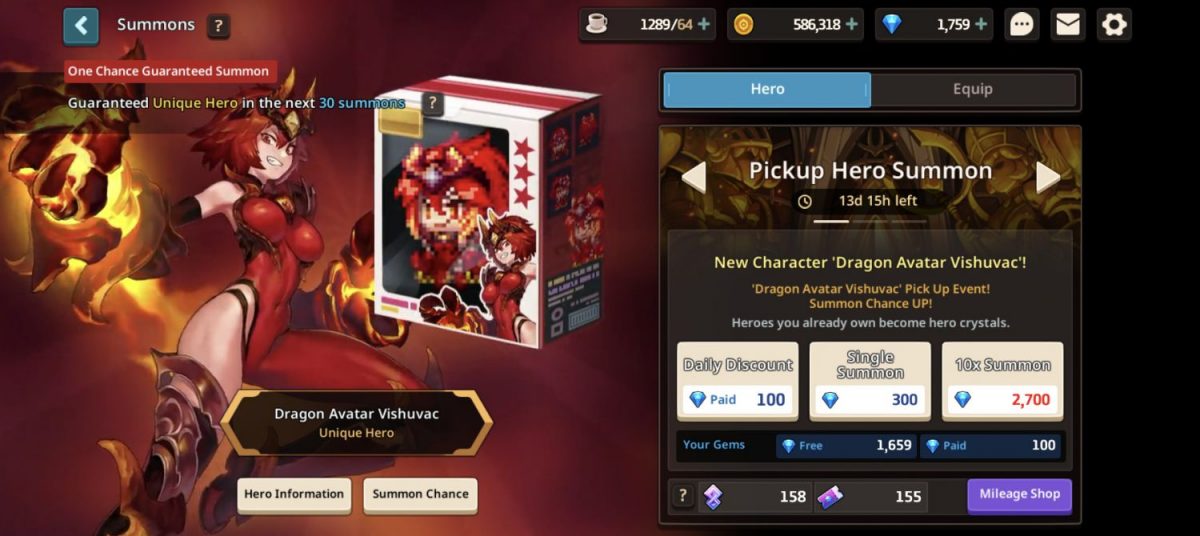 Summons ?
1289/64 +
586,318 +
1,759 +
One Chance Guaranteed Summon
Guaranteed Unique Hero in the next 30 summons ?
Hero
Equip
Pickup Hero Summon
13d 15h left
New Character 'Dragon Avatar Vishuvac'!
'Dragon Avatar Vishuvac' Pick Up Event!
Summon Chance UP!
Heroes you already own become hero crystals.
Daily Discount
Paid 100
Single
Summon
300
10x Summon
2,700
Your Gems
Free 1,659
Paid 100
Dragon Avatar Vishuvac
Unique Hero
Hero Information
Summon Chance
? 158
155
Mileage Shop